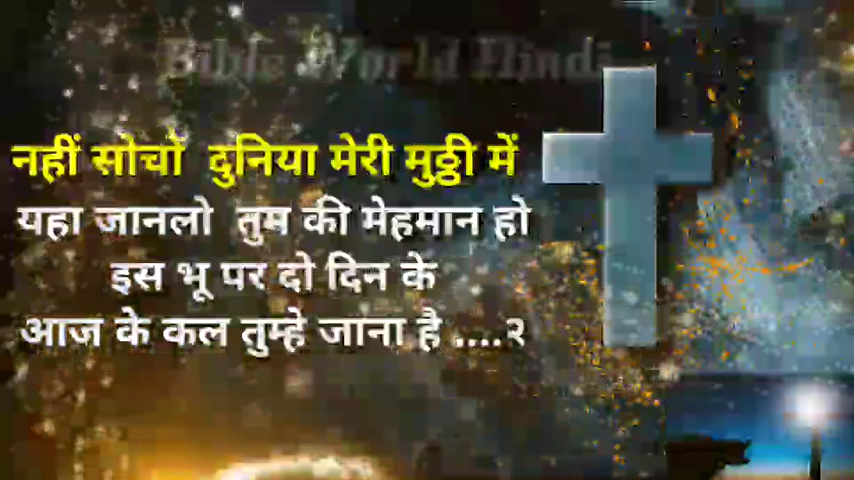 Bible World Hindi
नहीं सोचो दुनिया मेरी मुठ्ठी में
यहा जानलो तुम की मेहमान हो
इस भू पर दो दिन के
आज के कल तुम्हे जाना है ....२